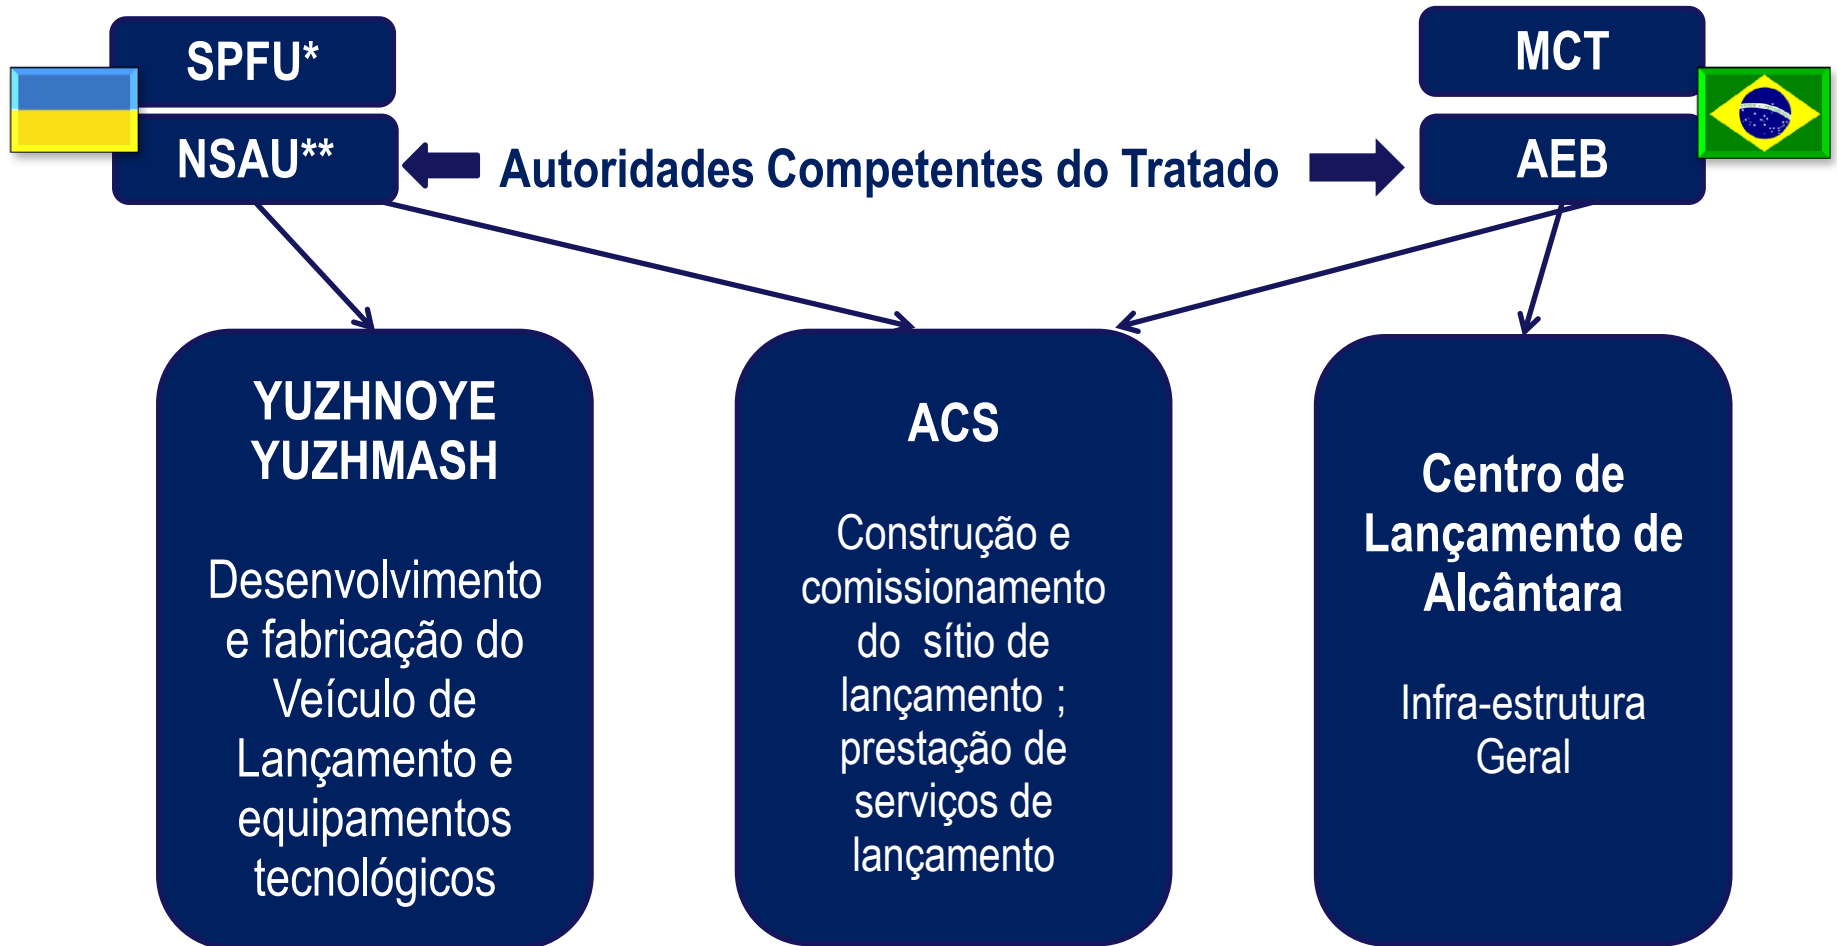 SPFU*
MCT
NSAU**
Autoridades Competentes do Tratado
AEB
YUZHNOYE
YUZHMASH
Desenvolvimento
e fabricação do
Veículo de
Lançamento e
equipamentos
tecnológicos
ACS
Construção e
comissionamento
do sítio de
lançamento ;
prestação de
serviços de
lançamento
Centro de
Lançamento de
Alcântara
Infra-estrutura
Geral